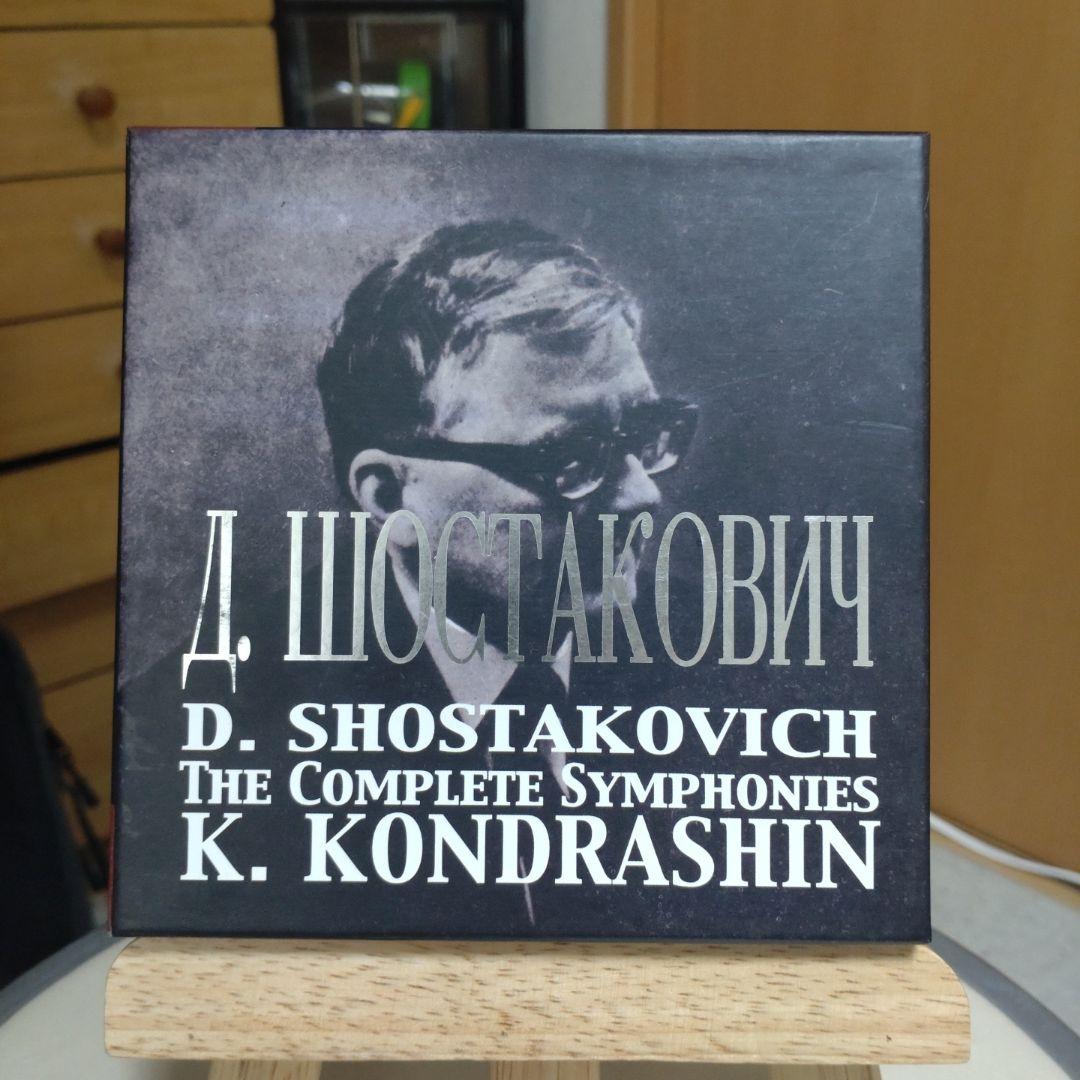 Д. ШОСТАКОВИЧ
D. SHOSTAKOVICH
THE COMPLETE SYMPHONIES
K. KONDRASHIN